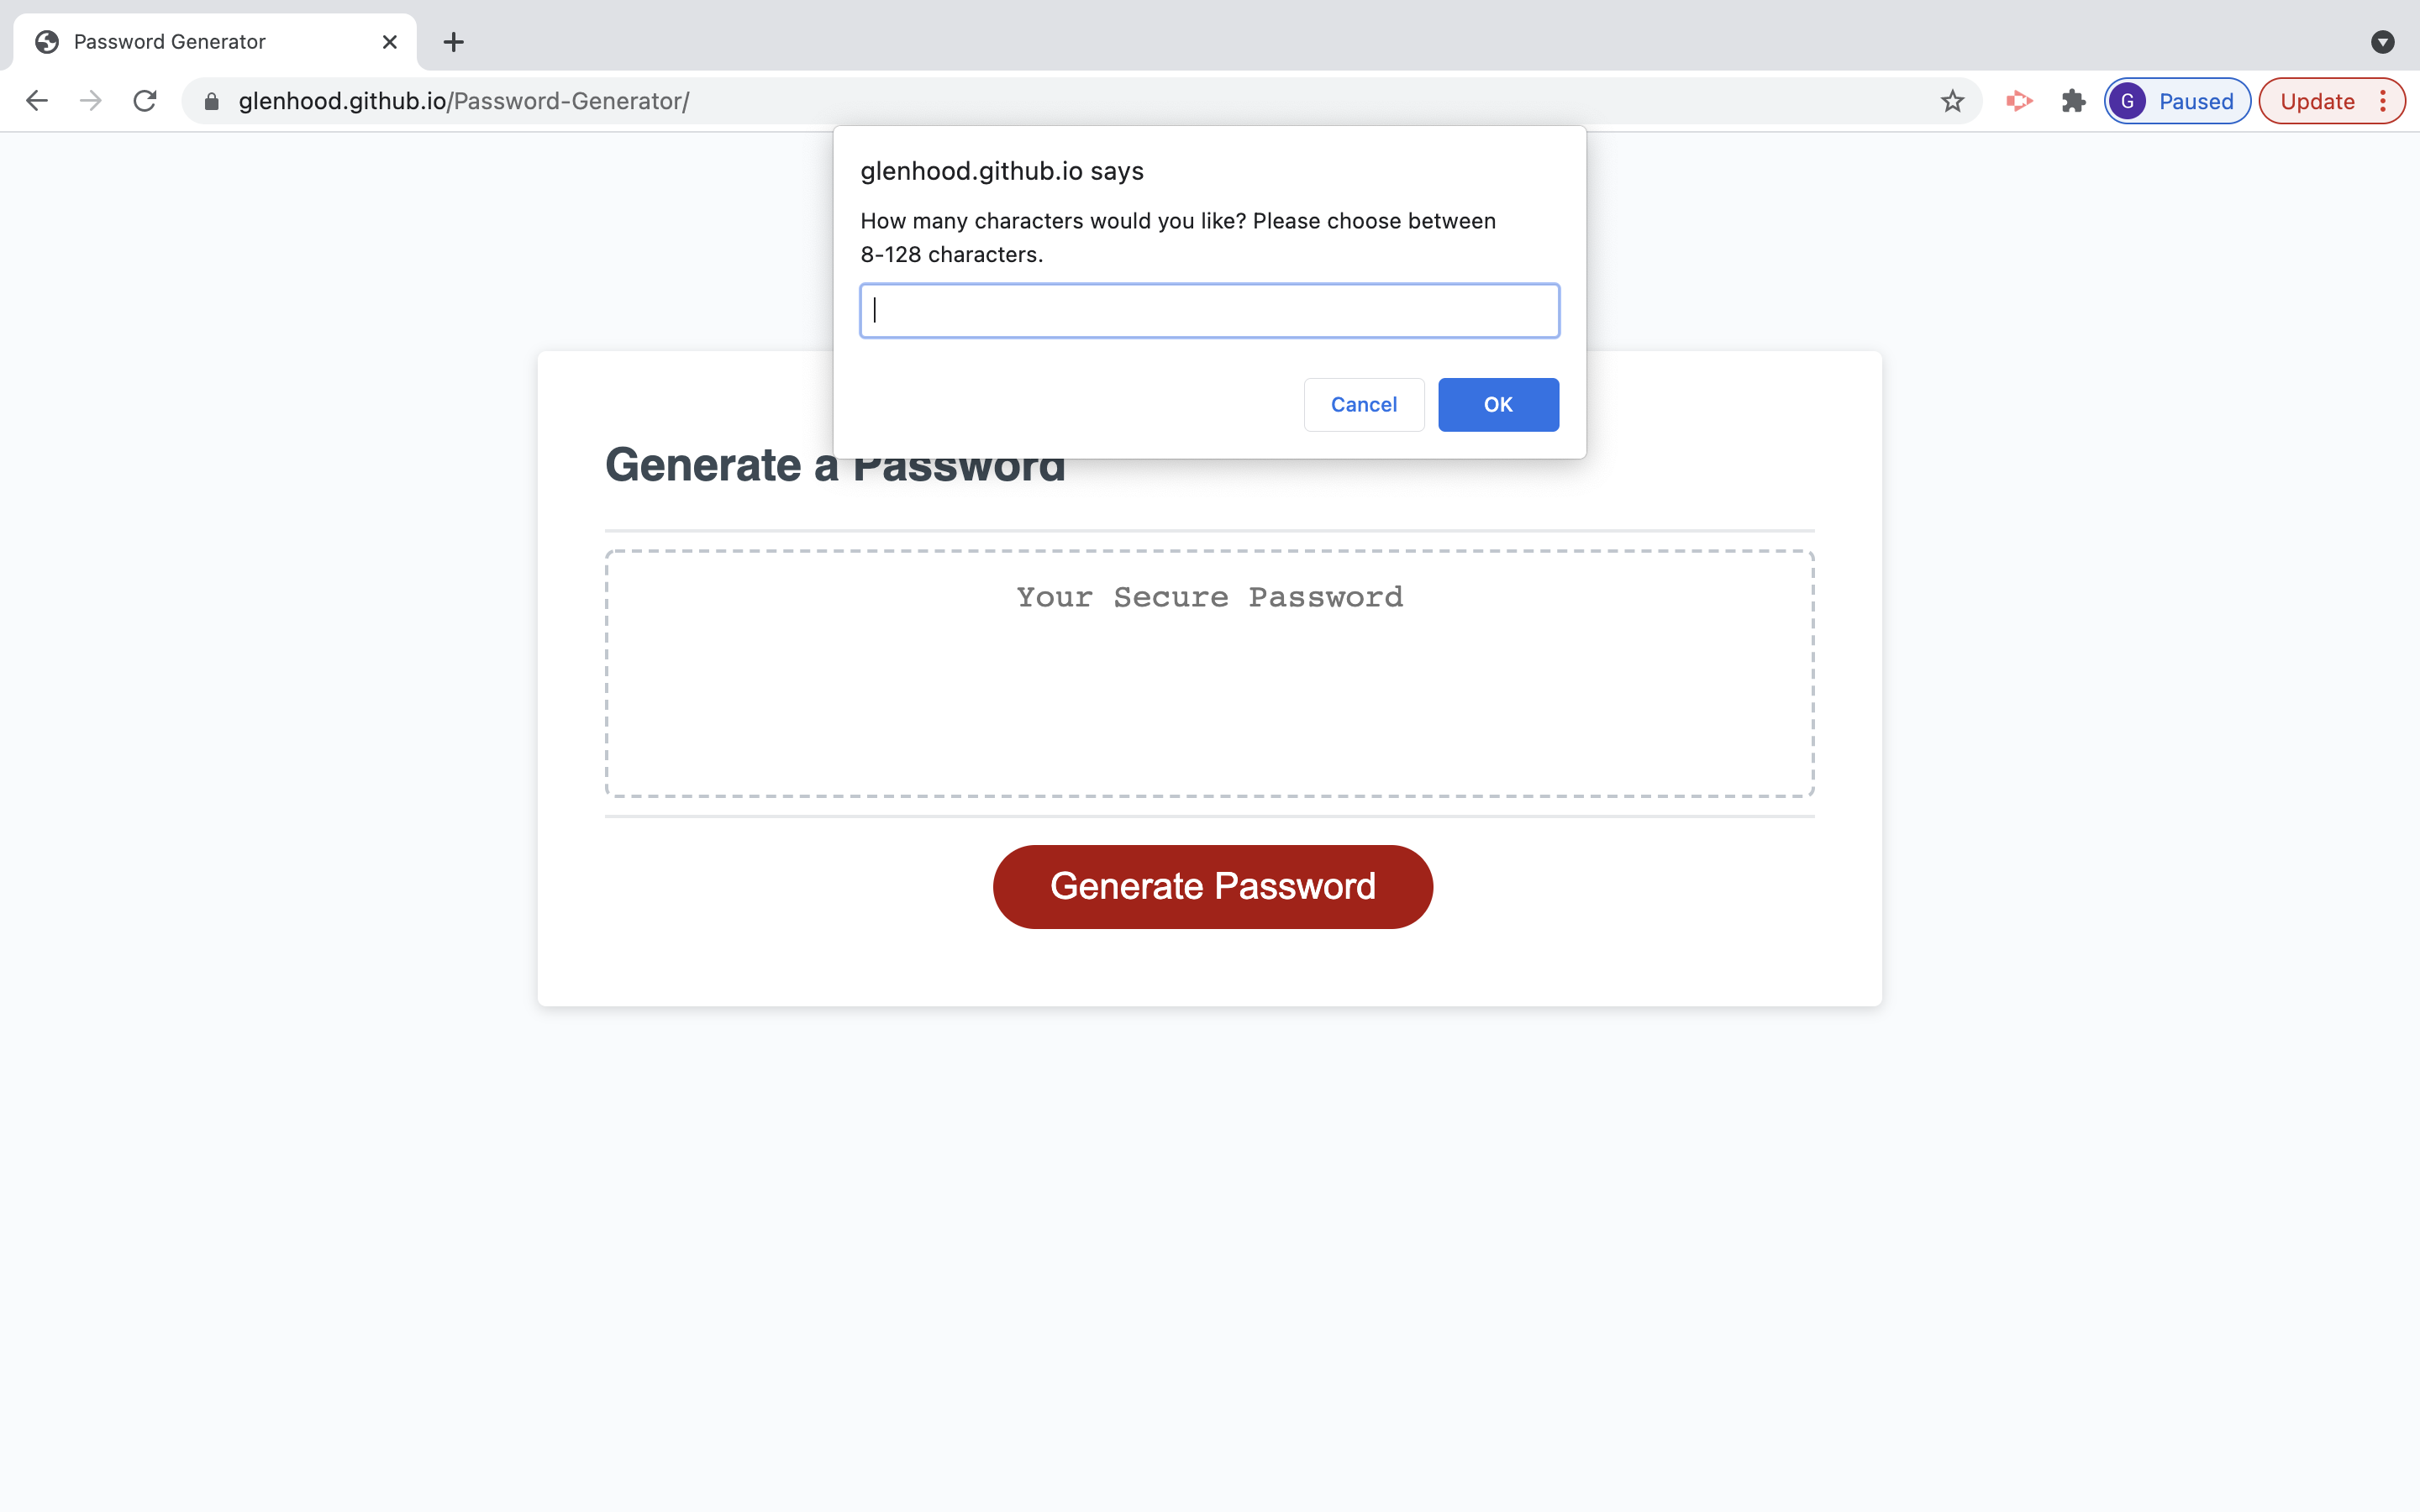 Password Generator
glenhood.github.io/Password-Generator/
G Paused Update
glenhood.github.io says
How many characters would you like? Please choose between
8-128 characters.
Cancel OK
Generate a Password
Your Secure Password
Generate Password